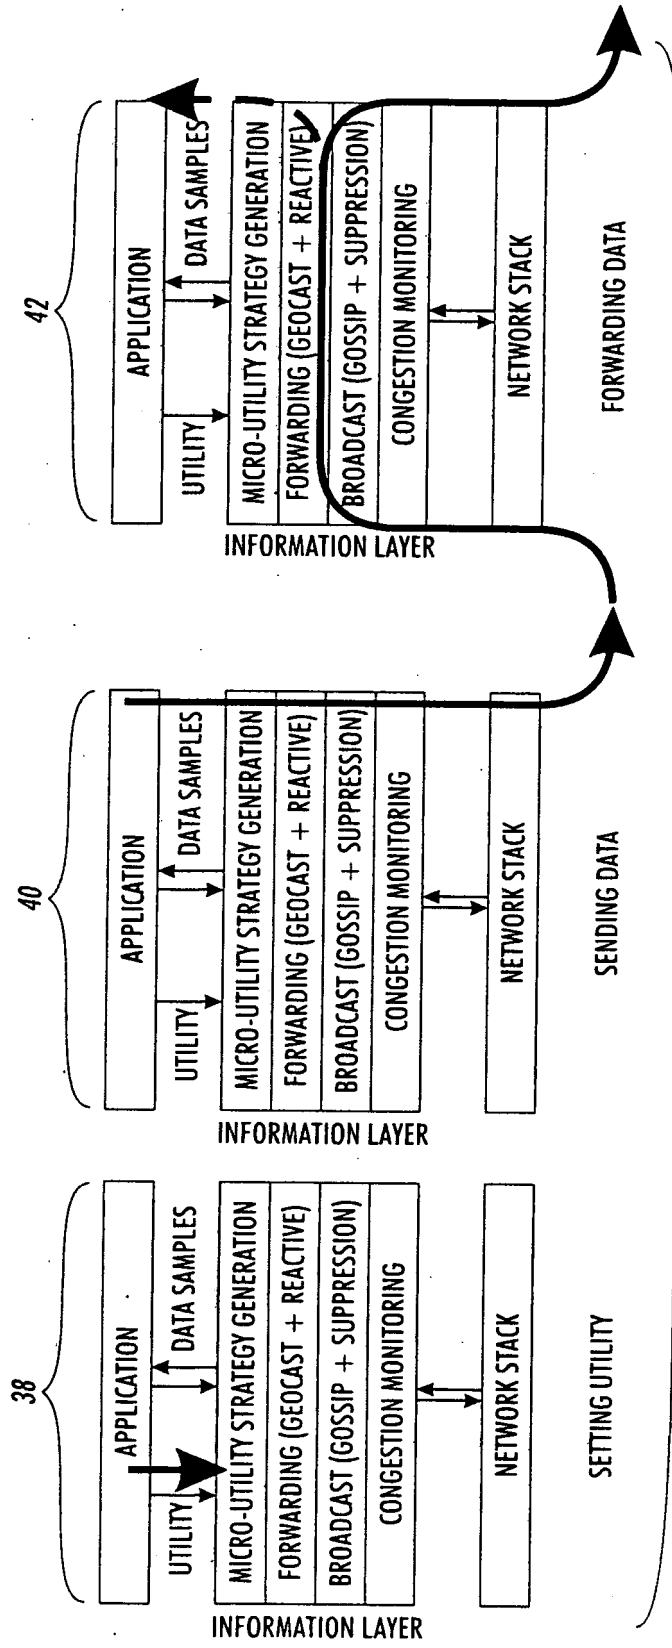 38
APPLICATION
UTILITY
DATA SAMPLES
MICRO-UTILITY STRATEGY GENERATION
FORWARDING (GEOCAST + REACTIVE)
BROADCAST (GOSSIP + SUPPRESSION)
CONGESTION MONITORING
INFORMATION LAYER
NETWORK STACK
SETTING UTILITY
40
APPLICATION
UTILITY
DATA SAMPLES
MICRO-UTILITY STRATEGY GENERATION
FORWARDING (GEOCAST + REACTIVE)
BROADCAST (GOSSIP + SUPPRESSION)
CONGESTION MONITORING
INFORMATION LAYER
NETWORK STACK
SENDING DATA
42
APPLICATION
UTILITY
DATA SAMPLES
MICRO-UTILITY STRATEGY GENERATION
FORWARDING (GEOCAST + REACTIVE)
BROADCAST (GOSSIP + SUPPRESSION)
CONGESTION MONITORING
INFORMATION LAYER
NETWORK STACK
FORWARDING DATA